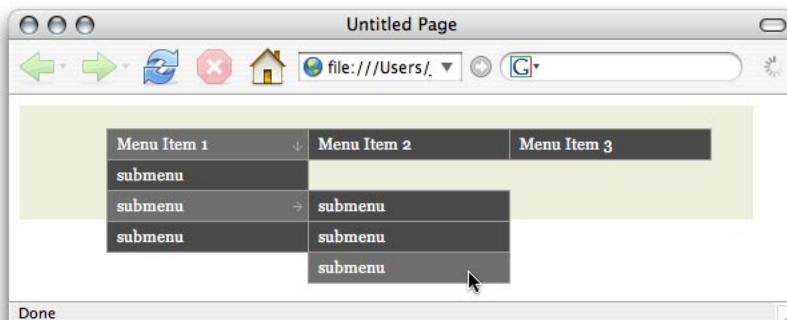 Untitled Page
file:///Users/
G
Menu Item 1 Menu Item 2 Menu Item 3
submenu
submenu submenu
submenu submenu
submenu
Done